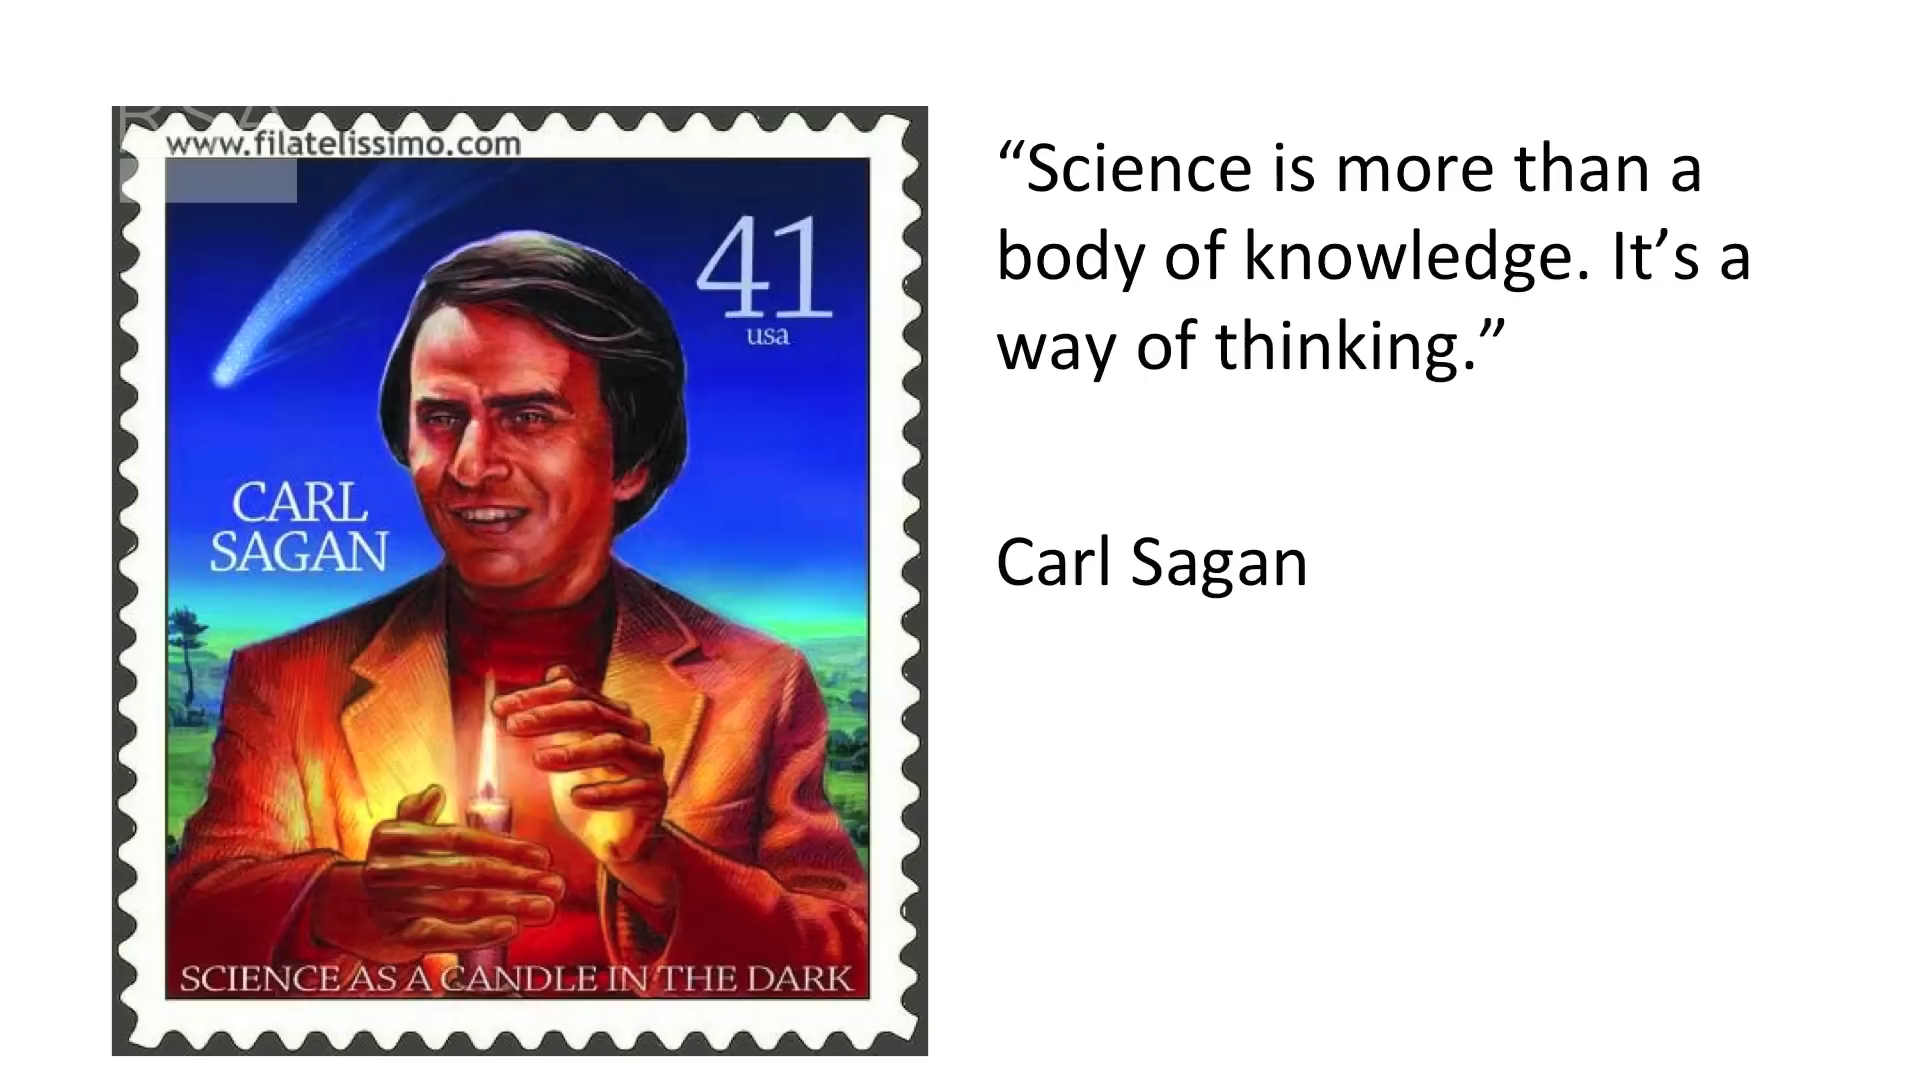 www.filatelissimo.com
41
usa
CARL
SAGAN
SCIENCE AS A CANDLE IN THE DARK
“Science is more than a
body of knowledge. It’s a
way of thinking.”
Carl Sagan